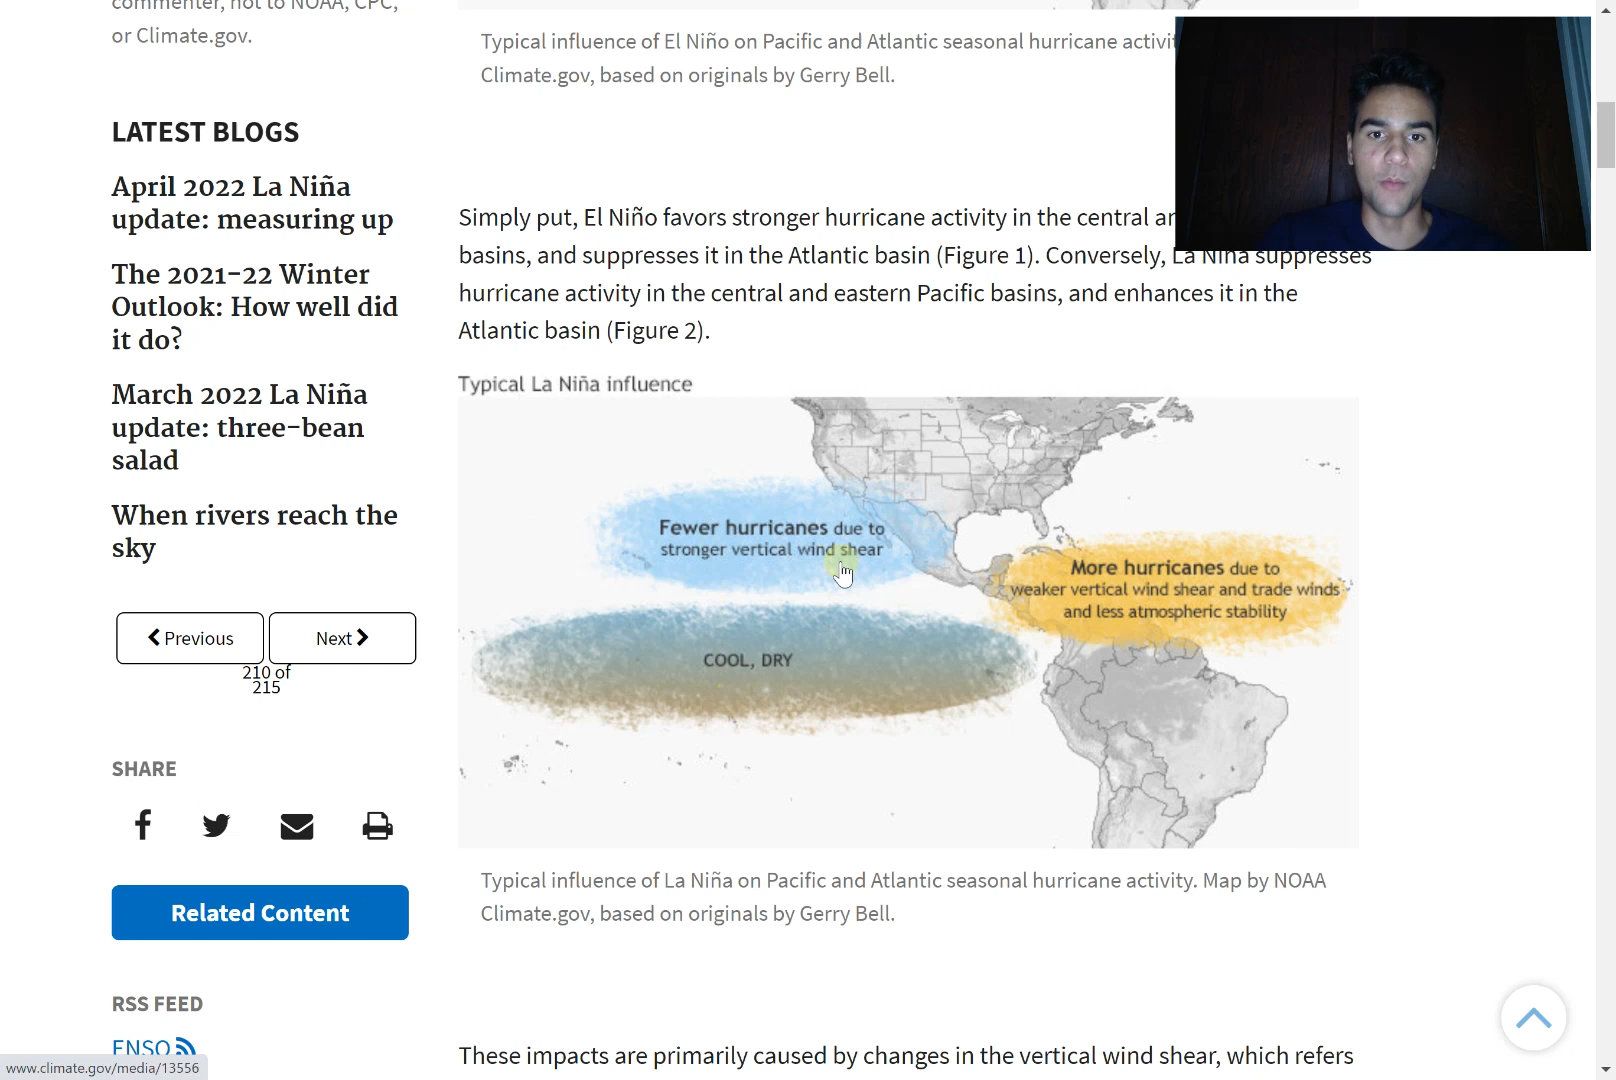 commenter, not to NOAA, CPC,
or Climate.gov.
LATEST BLOGS
April 2022 La Niña
update: measuring up
The 2021-22 Winter
Outlook: How well did
it do?
March 2022 La Niña
update: three-bean
salad
When rivers reach the
sky
Previous
Next
210 of
215
SHARE
Related Content
RSS FEED
ENSO
www.climate.gov/media/13556
Typical influence of El Niño on Pacific and Atlantic seasonal hurricane
Climate.gov, based on originals by Gerry Bell.
Simply put, El Niño favors stronger hurricane activity in the central
basins, and suppresses it in the Atlantic basin (Figure 1). Conversely, La Niña suppresses
hurricane activity in the central and eastern Pacific basins, and enhances it in the
Atlantic basin (Figure 2).
Typical La Niña influence
Fewer hurricanes due to
stronger vertical wind shear
More hurricanes due to
weaker vertical wind shear and trade winds
and less atmospheric stability
COOL, DRY
Typical influence of La Niña on Pacific and Atlantic seasonal hurricane activity. Map by NOAA
Climate.gov, based on originals by Gerry Bell.
These impacts are primarily caused by changes in the vertical wind shear, which refers